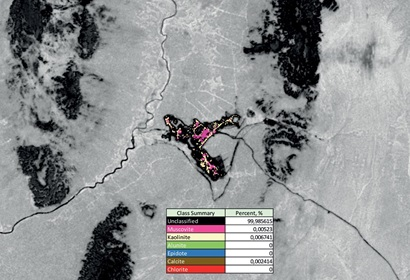 Class Summary Percent, %
Unclassified 99,985615
Muscovite 0,00523
Kaolinite 0,006741
Alunite 0
Epidote 0
Calcite 0,002414
Chlorite 0